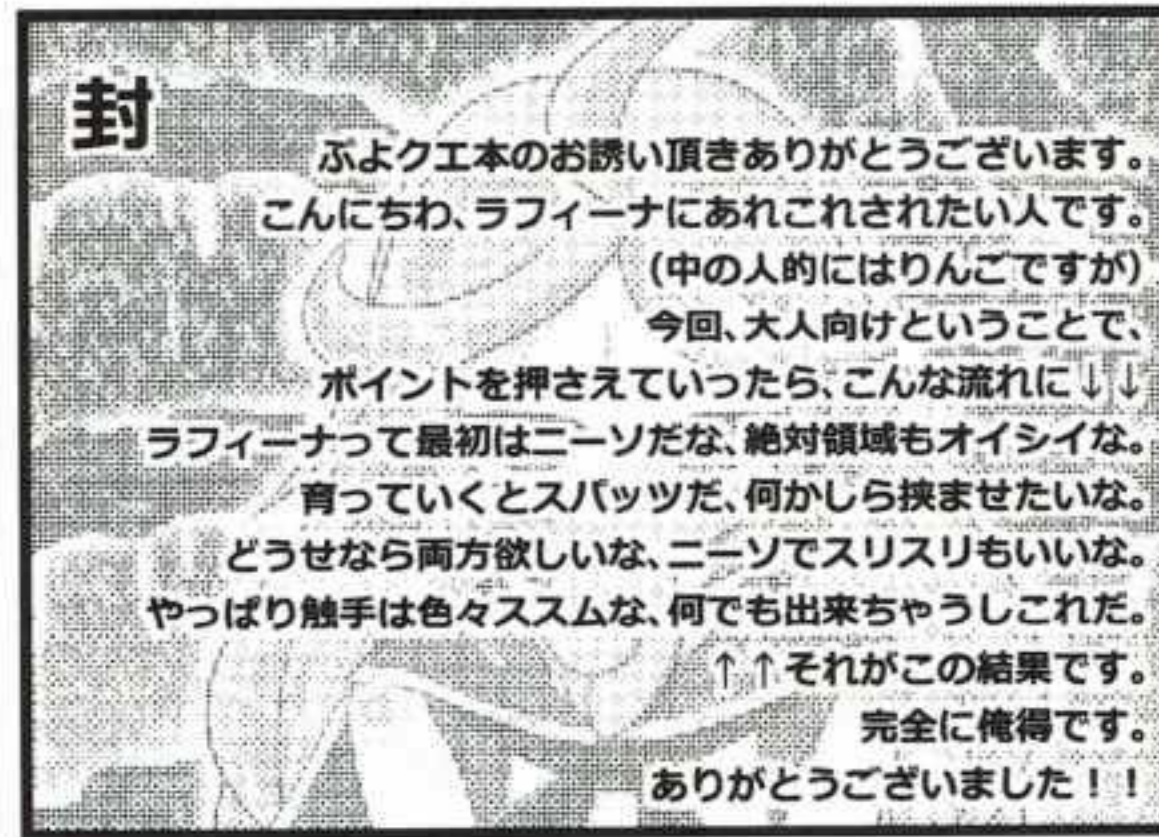 封
ぷよクエ本のお誘い頂きありがとうございます。
こんにちわ、ラフィーナにあれこれされたい人です。
(中の人的にはりんごですが)
今回、大人向けということで、
ポイントを押さえていったら、こんな流れに↓↓
ラフィーナって最初はニーソだな、絶対領域もオイシイな。
育っていくとスパッツだ、何かしら挟ませたいな。
どうせなら両方欲しいな、ニーソでスリスリもいいな。
やっぱり触手は色々ススムな、何でも出来ちゃうしこれだ。
↑↑それがこの結果です。
完全に俺得です。
ありがとうございました!!